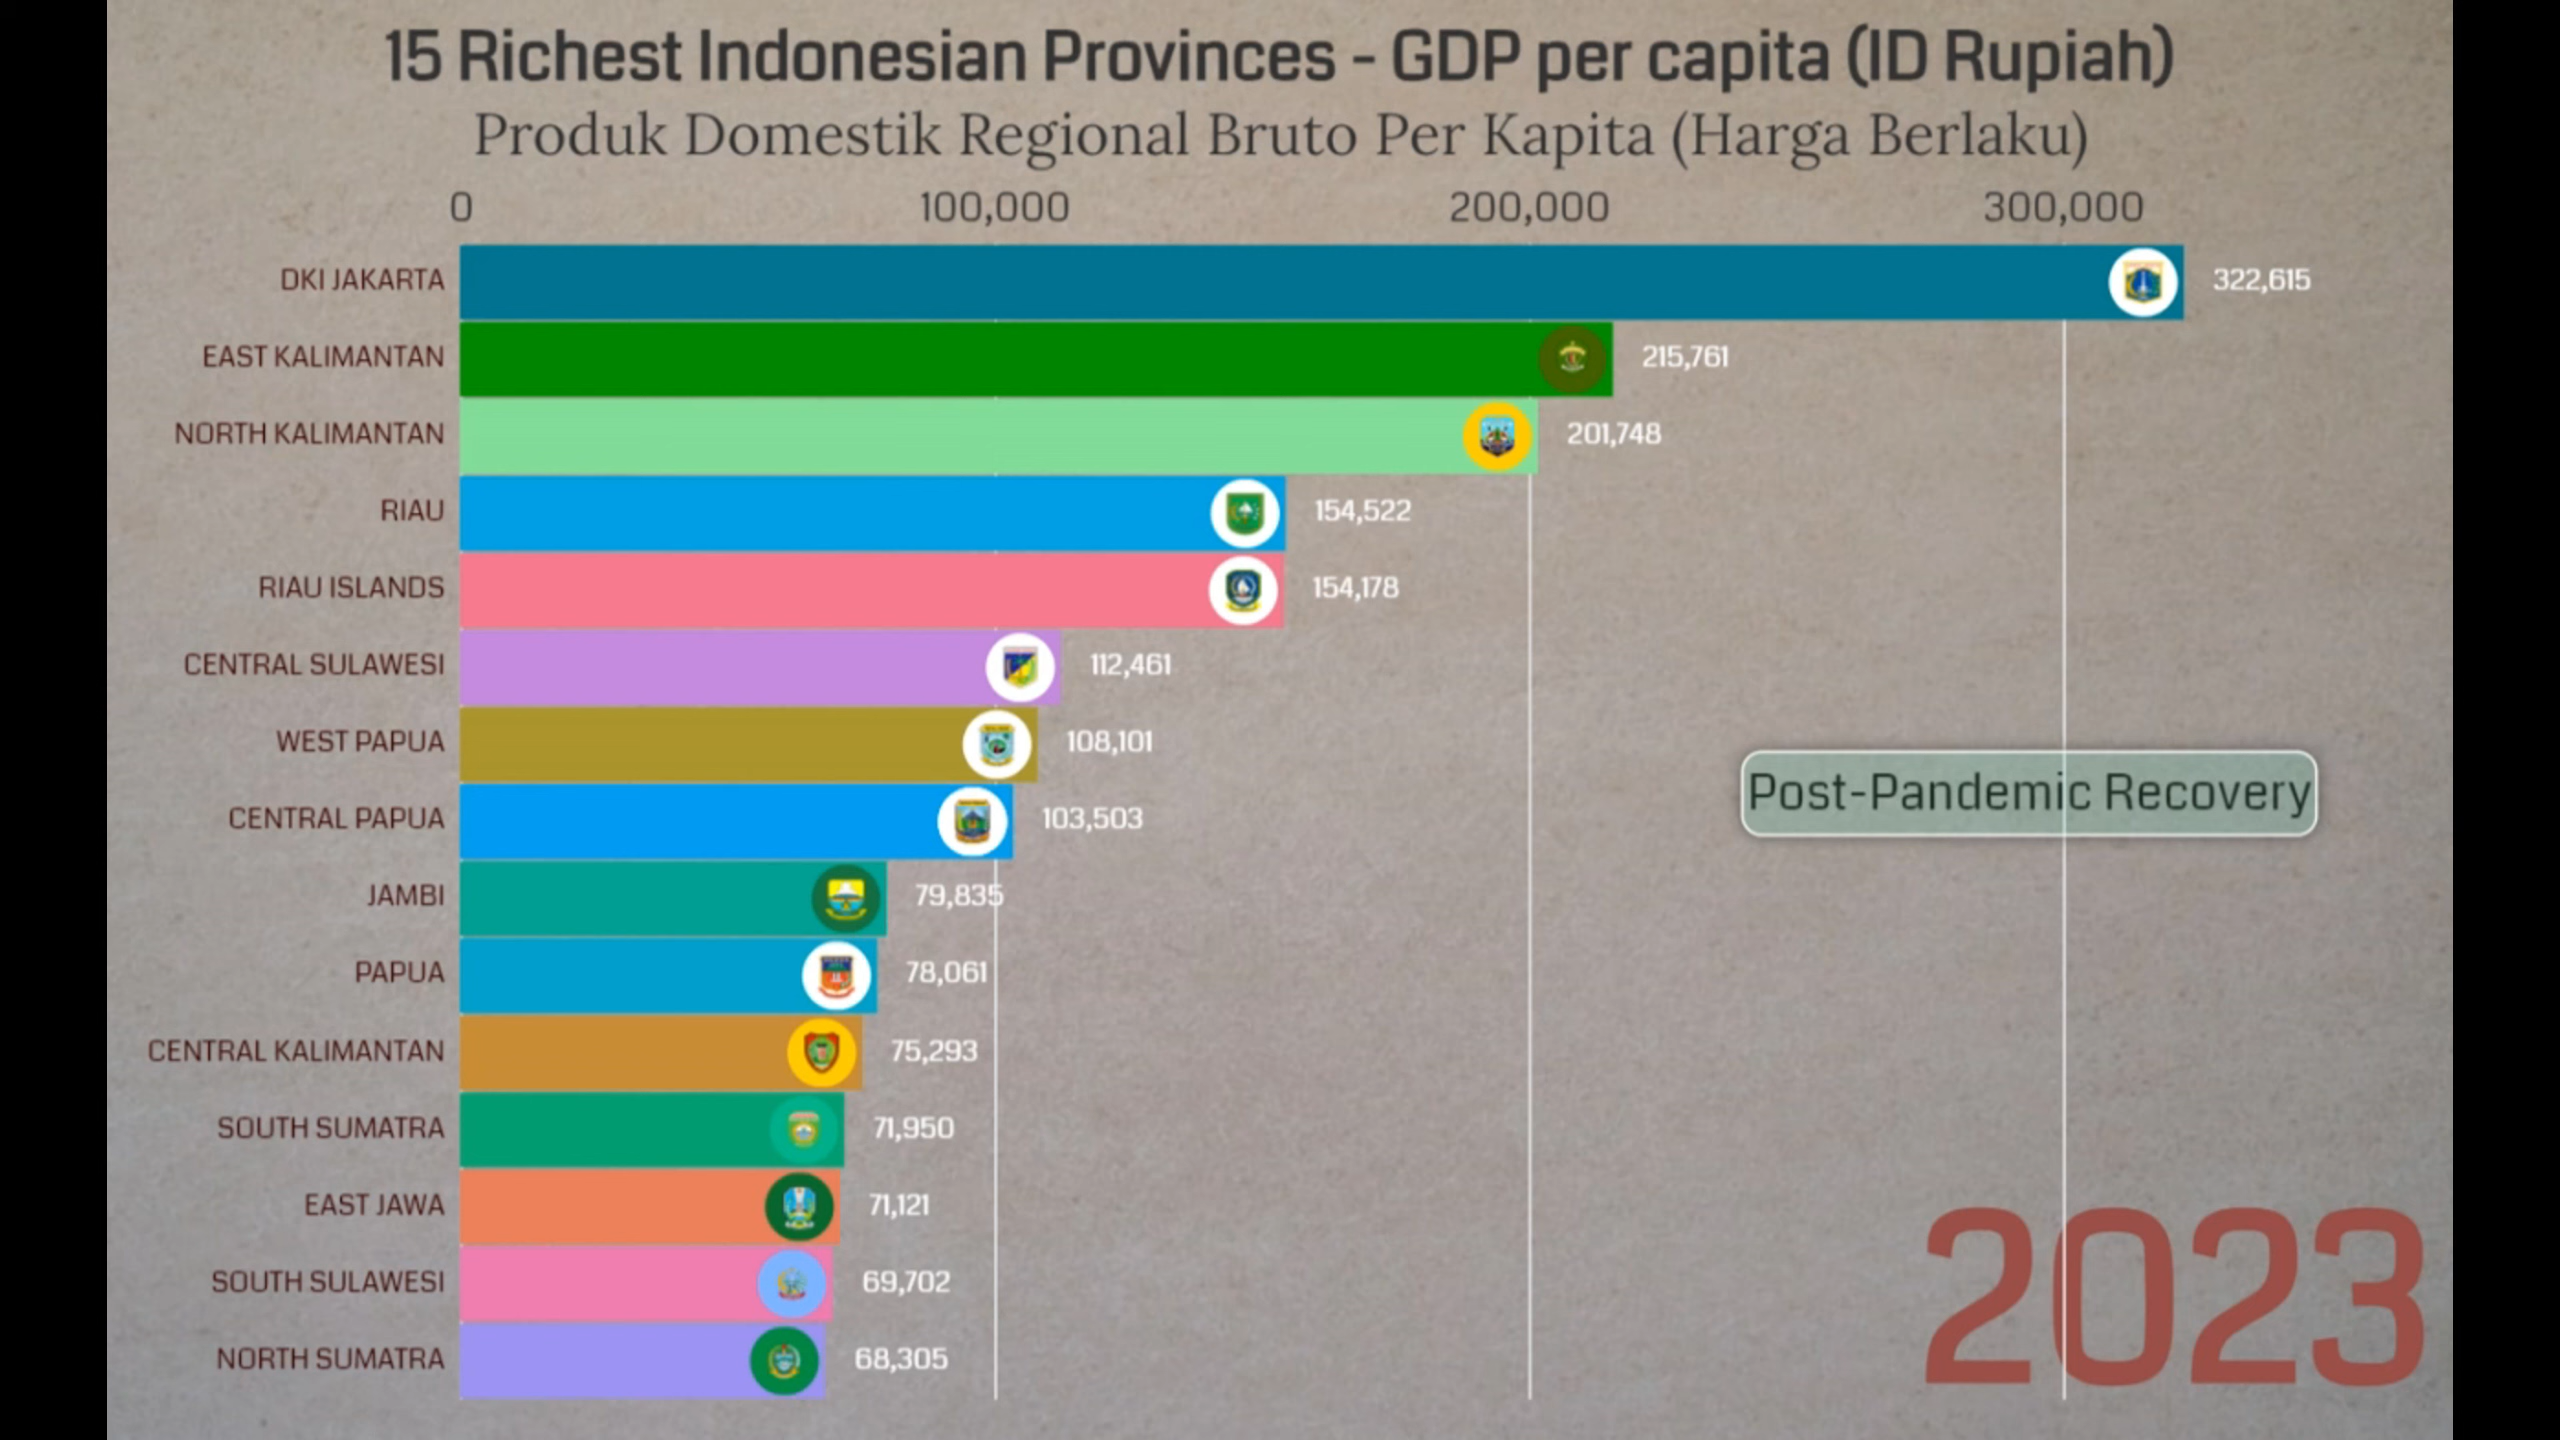 15 Richest Indonesian Provinces - GDP per capita (ID Rupiah)
Produk Domestik Regional Bruto Per Kapita (Harga Berlaku)
0 100,000 200,000 300,000
DKI JAKARTA 322,615
EAST KALIMANTAN 215,761
NORTH KALIMANTAN 201,748
RIAU 154,522
RIAU ISLANDS 154,178
CENTRAL SULAWESI 112,461
WEST PAPUA 108,101
Post-Pandemic Recovery
CENTRAL PAPUA 103,503
JAMBI 79,835
PAPUA 78,061
CENTRAL KALIMANTAN 75,293
SOUTH SUMATRA 71,950
EAST JAWA 71,121
SOUTH SULAWESI 69,702
NORTH SUMATRA 68,305
2023